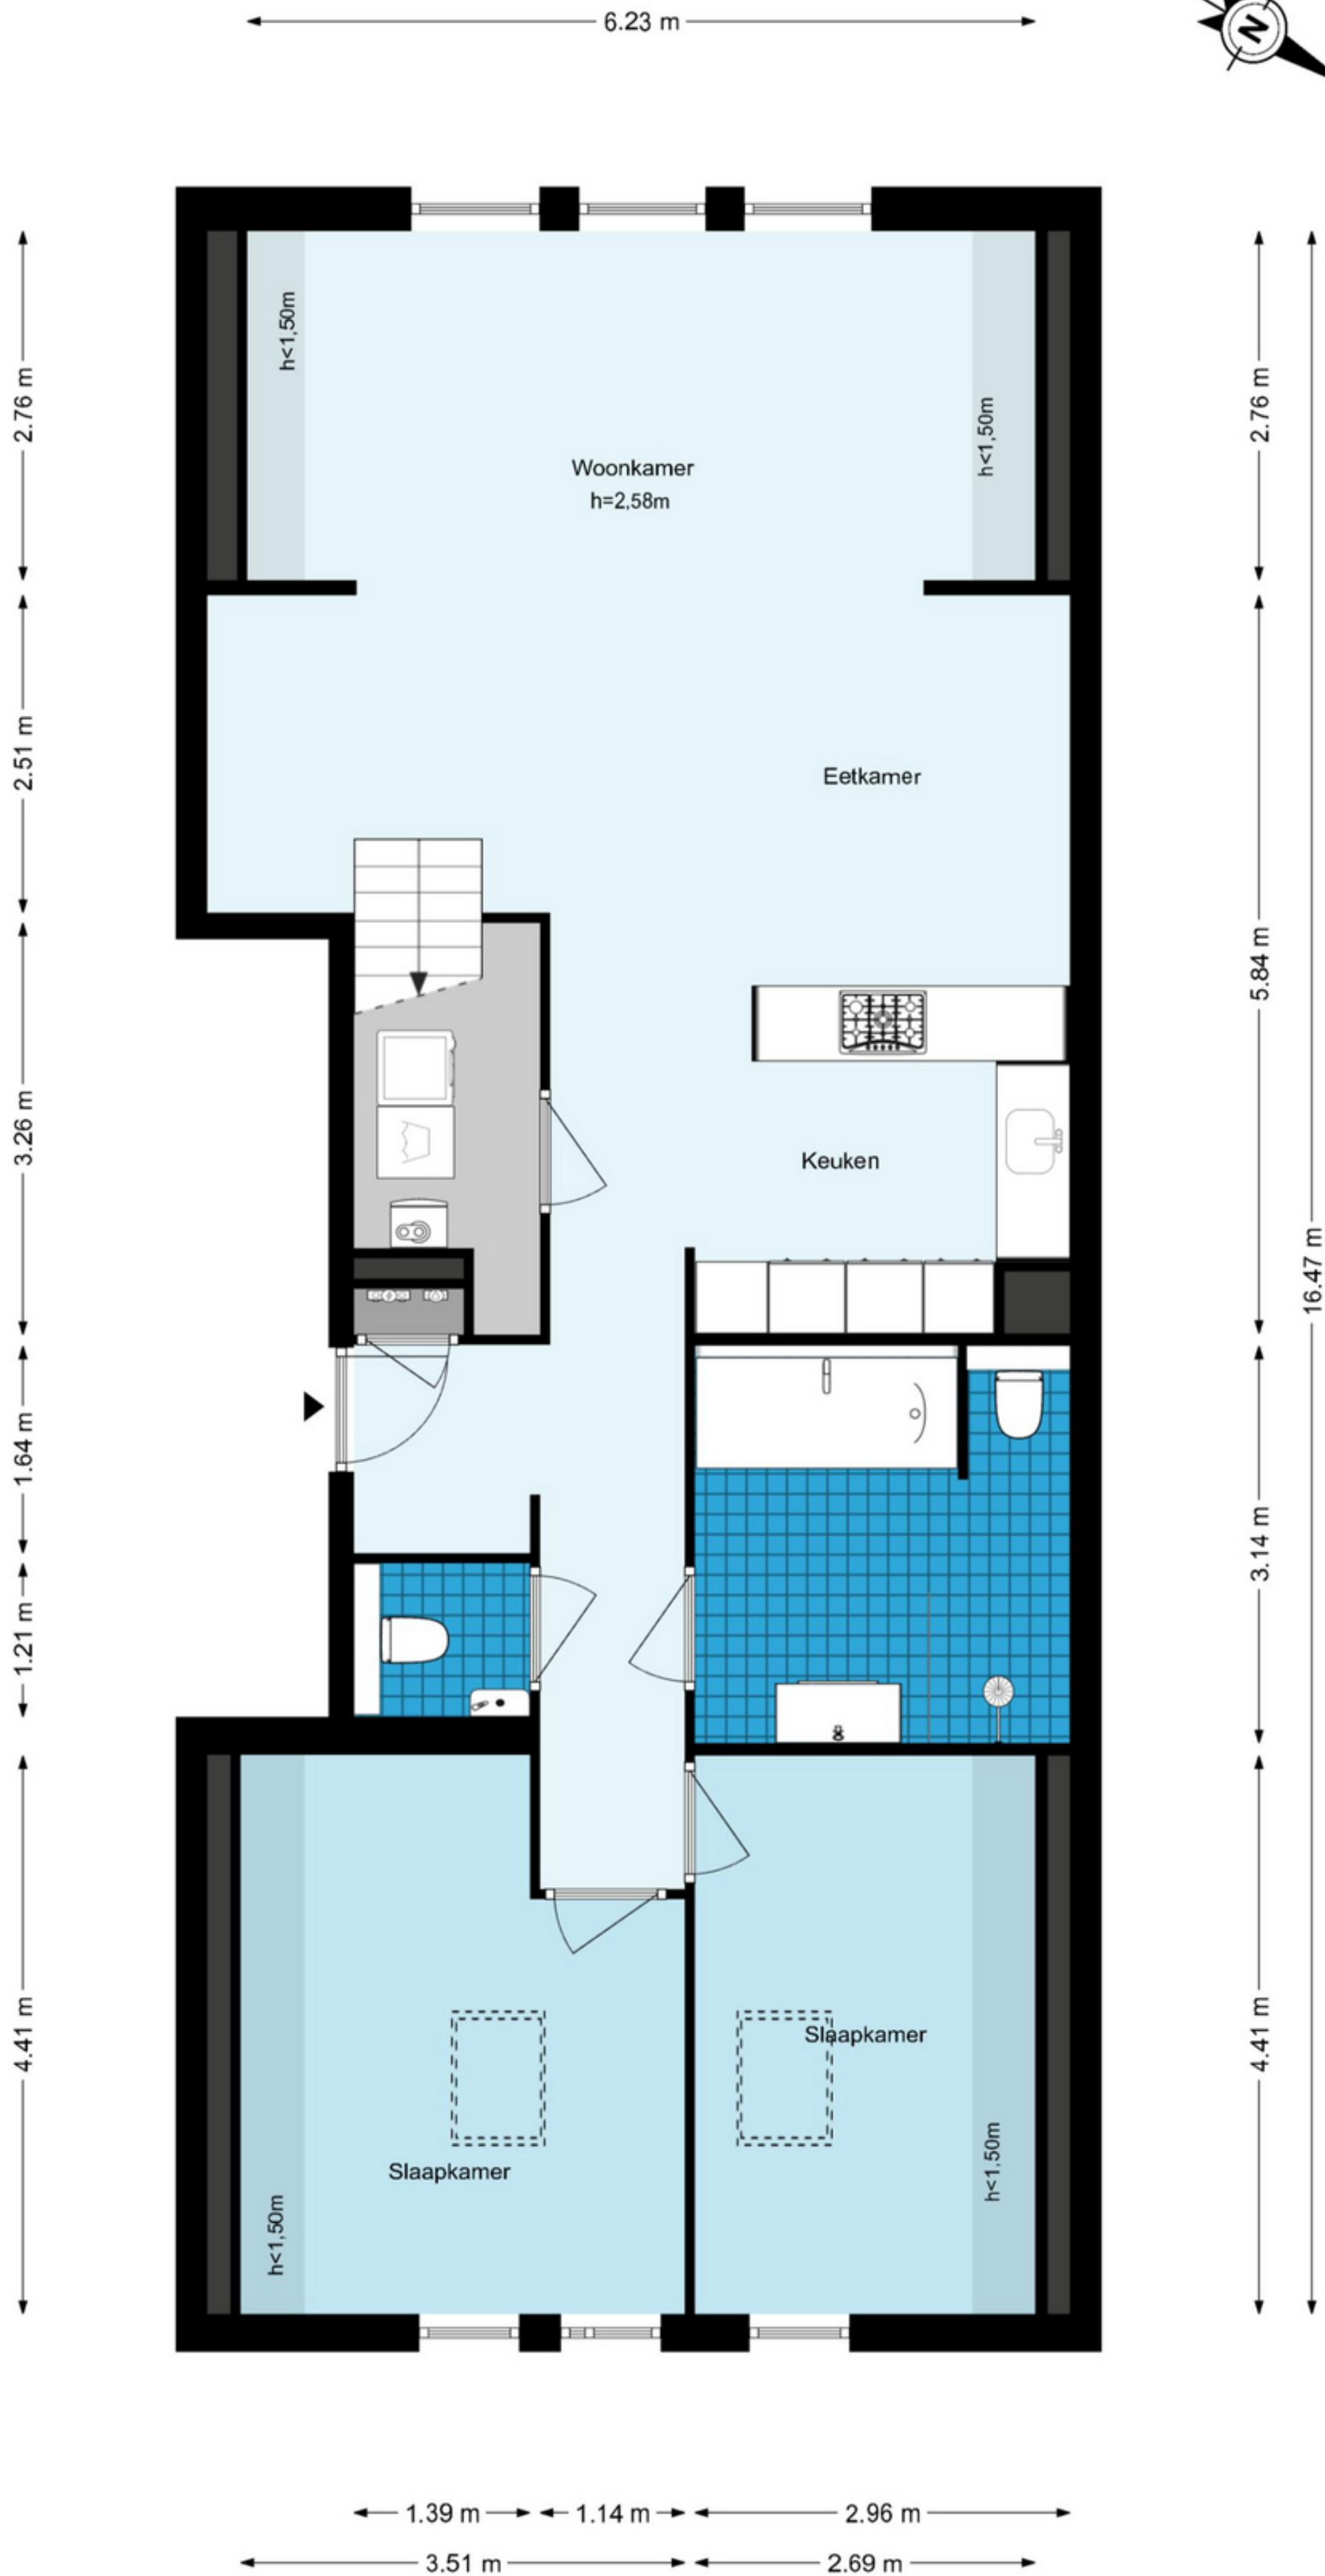 6.23 m
N
h<1,50m
h<1,50m
2.76 m
2.76 m
Woonkamer
h=2,58m
2.51 m
Eetkamer
5.84 m
3.26 m
Keuken
16.47 m
1.64 m
3.14 m
1.21 m
4.41 m
4.41 m
Slaapkamer
Slaapkamer
h<1,50m
h<1,50m
1.39 m
1.14 m
2.96 m
3.51 m
2.69 m